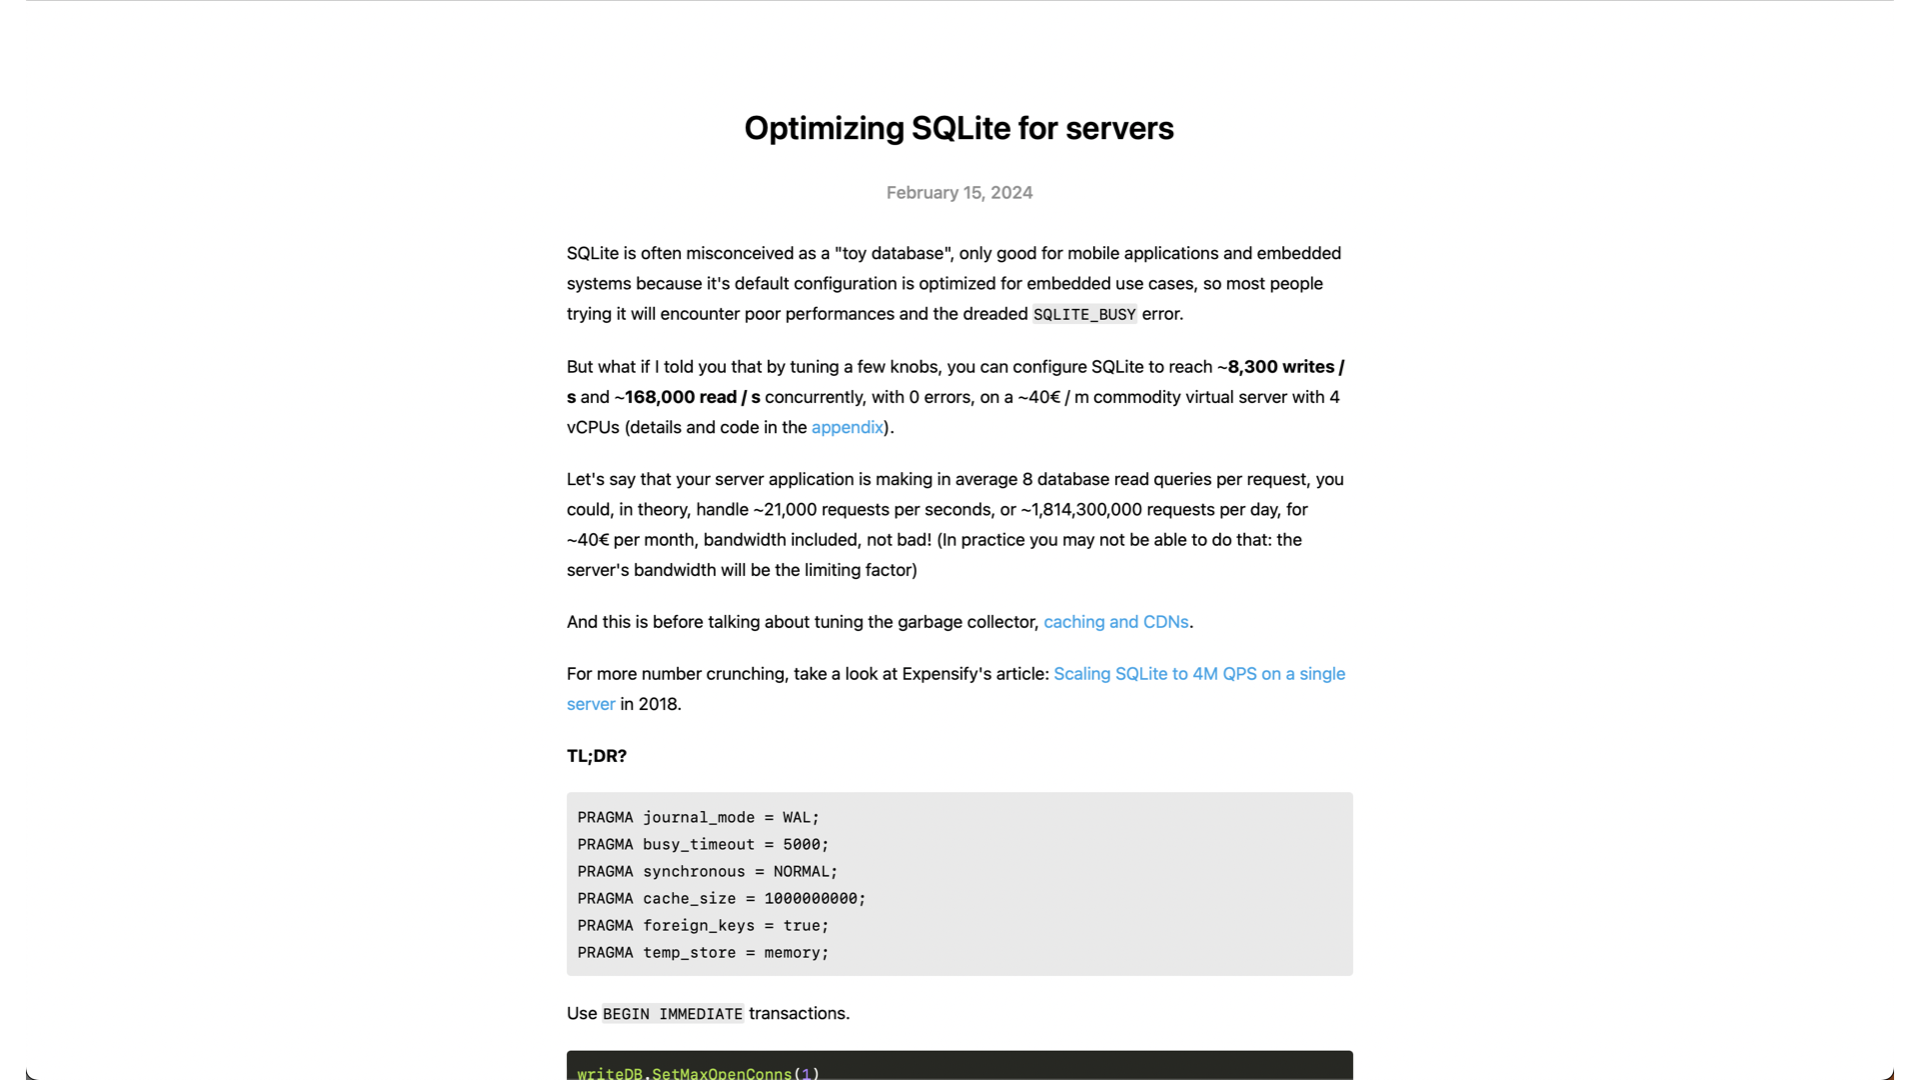 Optimizing SQLite for servers
February 15, 2024
SQLite is often misconceived as a "toy database", only good for mobile applications and embedded
systems because it's default configuration is optimized for embedded use cases, so most people
trying it will encounter poor performances and the dreaded SQLITE_BUSY error.
But what if I told you that by tuning a few knobs, you can configure SQLite to reach ~8,300 writes /
s and ~168,000 read / s concurrently, with 0 errors, on a ~40€ / m commodity virtual server with 4
vCPUs (details and code in the appendix).
Let's say that your server application is making in average 8 database read queries per request, you
could, in theory, handle ~21,000 requests per seconds, or ~1,814,300,000 requests per day, for
~40€ per month, bandwidth included, not bad! (In practice you may not be able to do that: the
server's bandwidth will be the limiting factor)
And this is before talking about tuning the garbage collector, caching and CDNs.
For more number crunching, take a look at Expensify's article: Scaling SQLite to 4M QPS on a single
server in 2018.
TL;DR?
PRAGMA journal_mode = WAL;
PRAGMA busy_timeout = 5000;
PRAGMA synchronous = NORMAL;
PRAGMA cache_size = 1000000000;
PRAGMA foreign_keys = true;
PRAGMA temp_store = memory;
Use BEGIN IMMEDIATE transactions.
writeDB.SetMaxOpenConns(1)